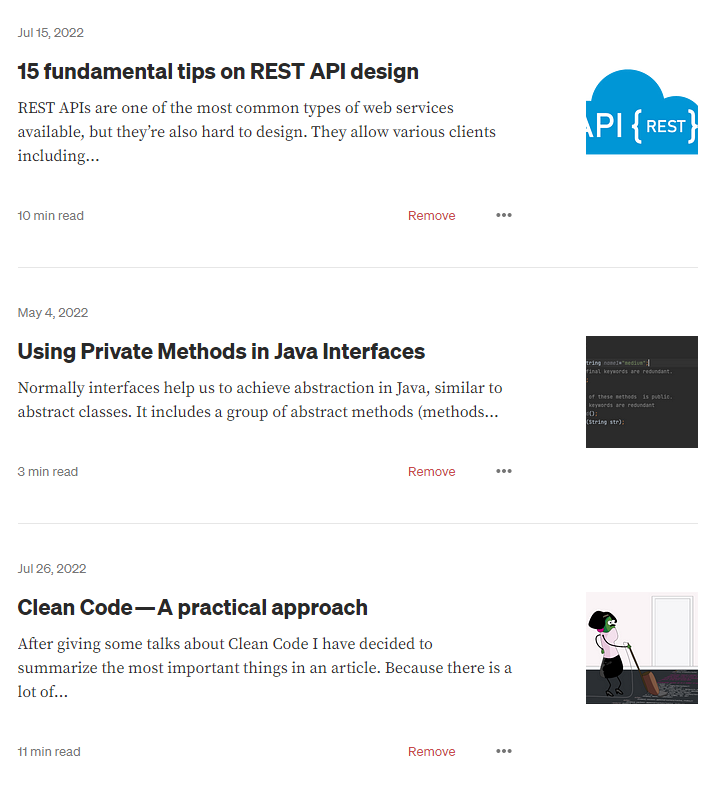 Jul 15, 2022
15 fundamental tips on REST API design
REST APIs are one of the most common types of web services
available, but they’re also hard to design. They allow various clients
including…
API { REST }
10 min read
Remove
•••
May 4, 2022
Using Private Methods in Java Interfaces
Normally interfaces help us to achieve abstraction in Java, similar to
abstract classes. It includes a group of abstract methods (methods…
tring name2="medium";
final keywords are redundant.
of these methods is public.
keywords are redundant
();
(String str);
3 min read
Remove
•••
Jul 26, 2022
Clean Code — A practical approach
After giving some talks about Clean Code I have decided to
summarize the most important things in an article. Because there is a
lot of…
11 min read
Remove
•••